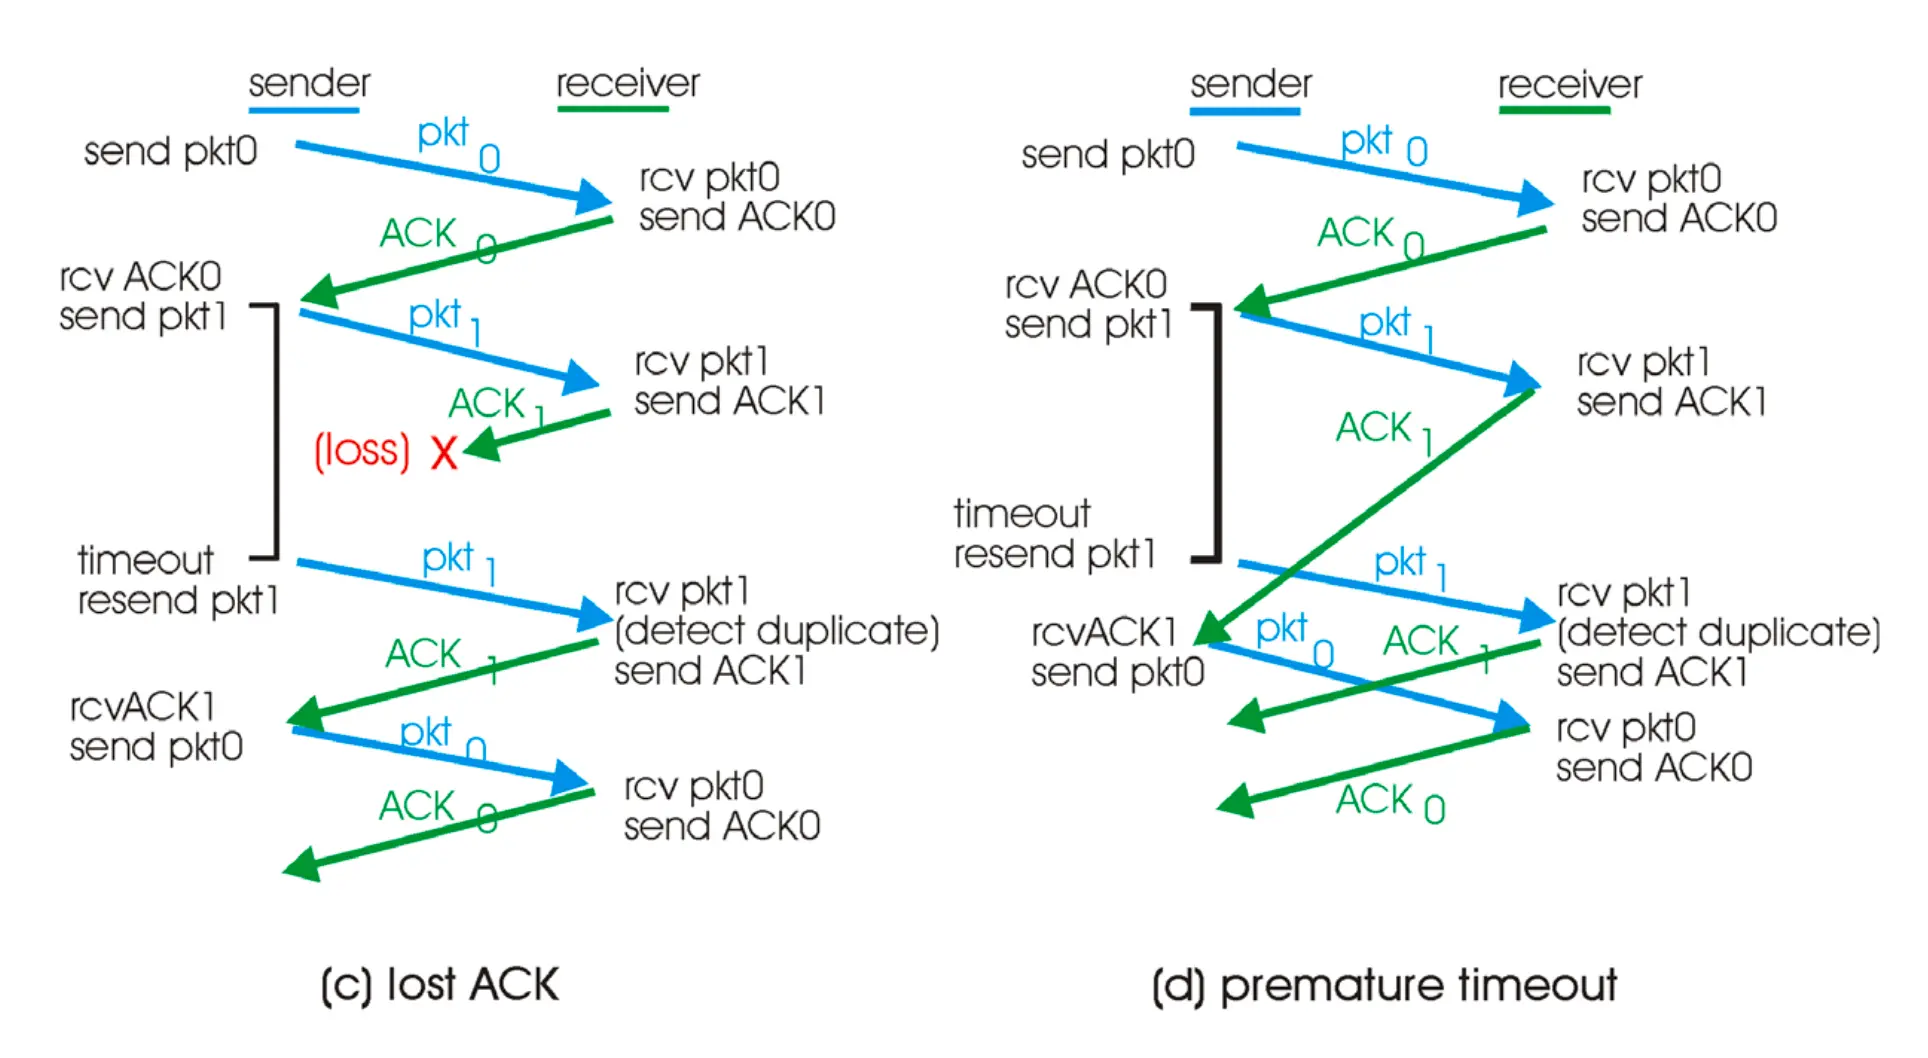 sender
receiver
send pkt0
pkt 0
rcv pkt0
send ACK0
ACK 0
rcv ACK0
send pkt1
pkt 1
rcv pkt1
send ACK1
ACK 1
(loss) X
timeout
resend pkt1
pkt 1
rcv pkt1
(detect duplicate)
send ACK1
ACK 1
rcvACK1
send pkt0
pkt 0
rcv pkt0
send ACK0
ACK 0
(c) lost ACK
sender
receiver
send pkt0
pkt 0
rcv pkt0
send ACK0
ACK 0
rcv ACK0
send pkt1
pkt 1
rcv pkt1
send ACK1
ACK 1
timeout
resend pkt1
pkt 1
rcv pkt1
(detect duplicate)
send ACK1
rcvACK1
send pkt0
pkt 0
ACK 1
rcv pkt0
send ACK0
ACK 0
(d) premature timeout